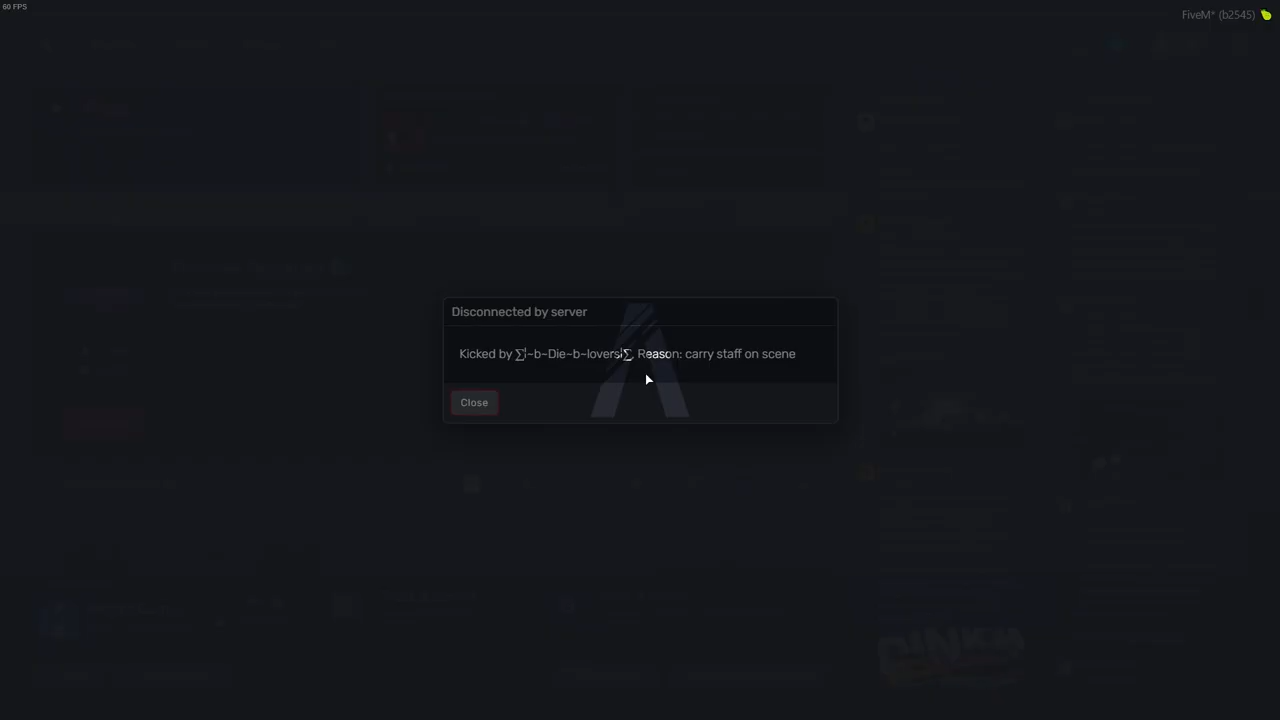 60 FPS
FiveM* (b2545)
Disconnected by server
Kicked by ∑!~b~Die~b~lovers!∑, Reason: carry staff on scene
Close